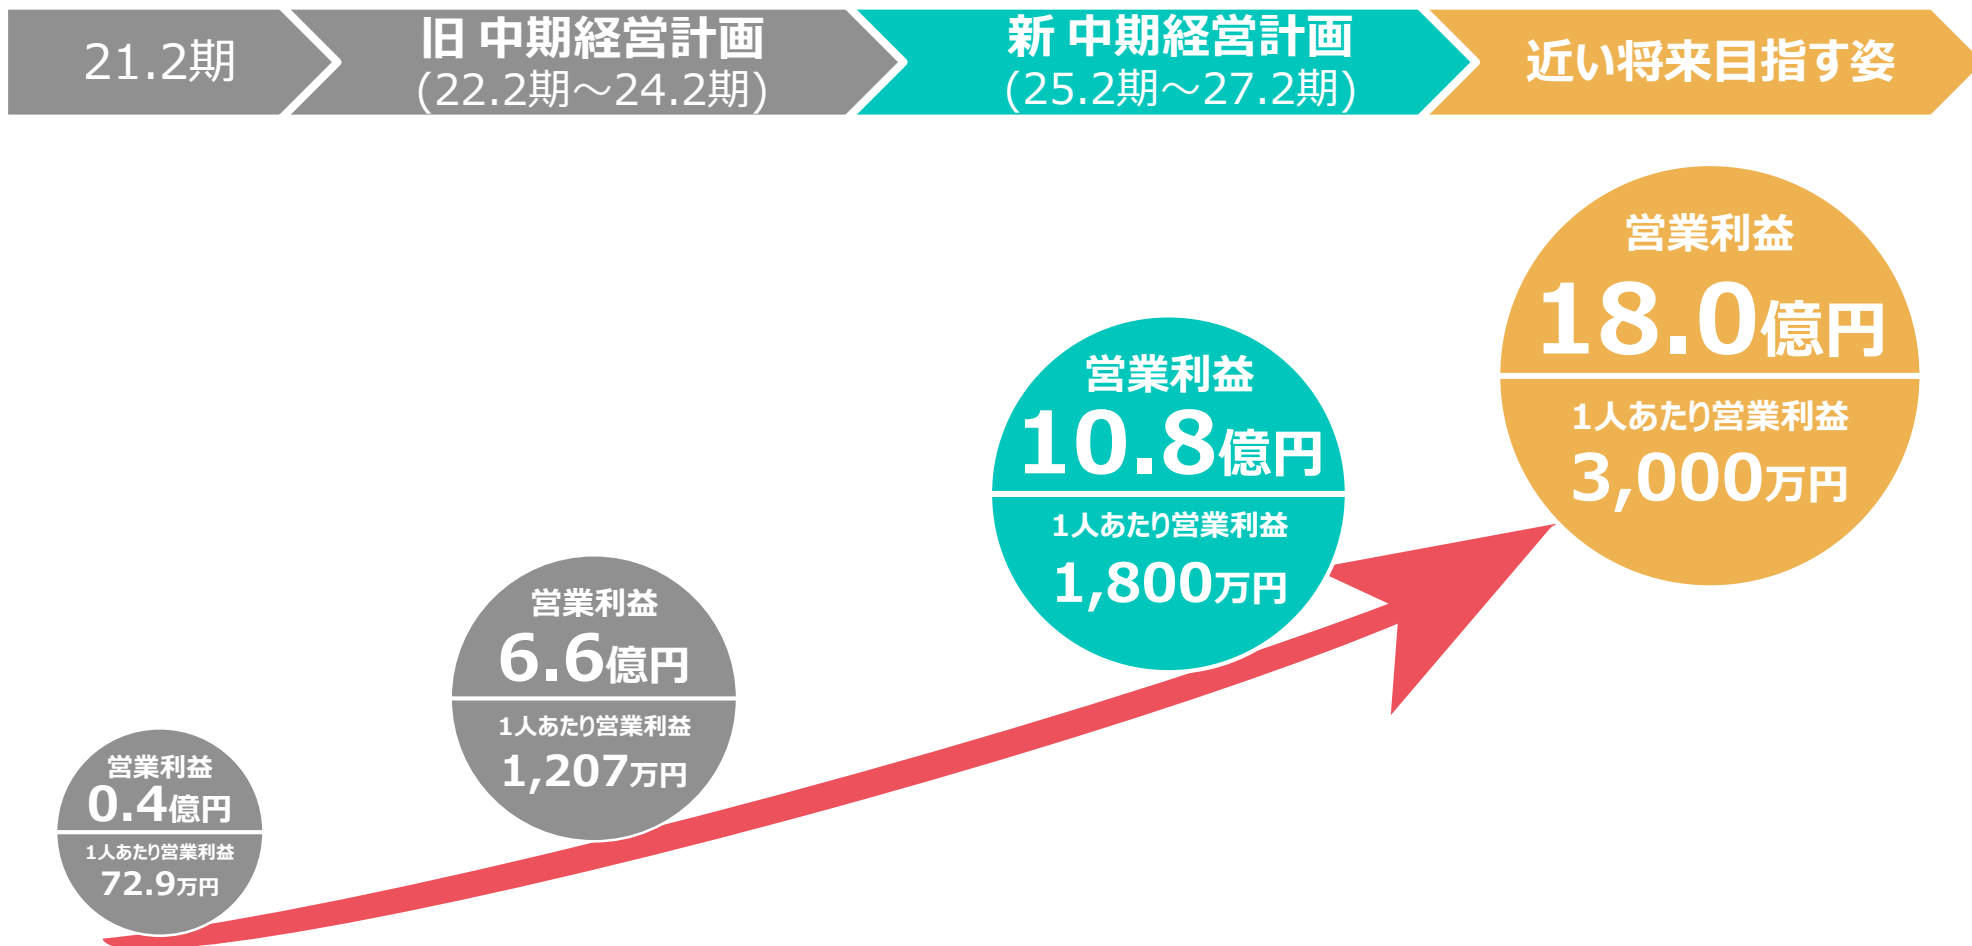 21.2期
旧 中期経営計画
(22.2期～24.2期)
新 中期経営計画
(25.2期～27.2期)
近い将来目指す姿
営業利益
0.4億円
1人あたり営業利益
72.9万円
営業利益
6.6億円
1人あたり営業利益
1,207万円
営業利益
10.8億円
1人あたり営業利益
1,800万円
営業利益
18.0億円
1人あたり営業利益
3,000万円